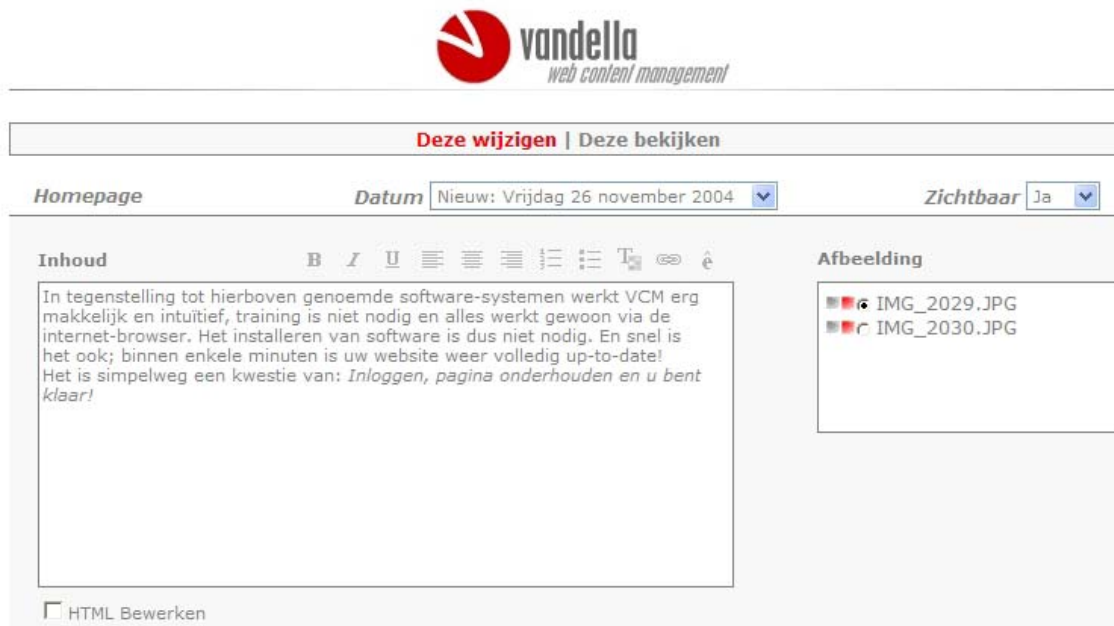 vandella
web content management
Deze wijzigen | Deze bekijken
Homepage Datum Nieuw: Vrijdag 26 november 2004 Zichtbaar Ja
Inhoud B I U T ê Afbeelding
In tegenstelling tot hierboven genoemde software-systemen werkt VCM erg
makkelijk en intuïtief, training is niet nodig en alles werkt gewoon via de
internet-browser. Het installeren van software is dus niet nodig. En snel is
het ook; binnen enkele minuten is uw website weer volledig up-to-date!
Het is simpelweg een kwestie van: Inloggen, pagina onderhouden en u bent
klaar!
IMG_2029.JPG
IMG_2030.JPG
HTML Bewerken